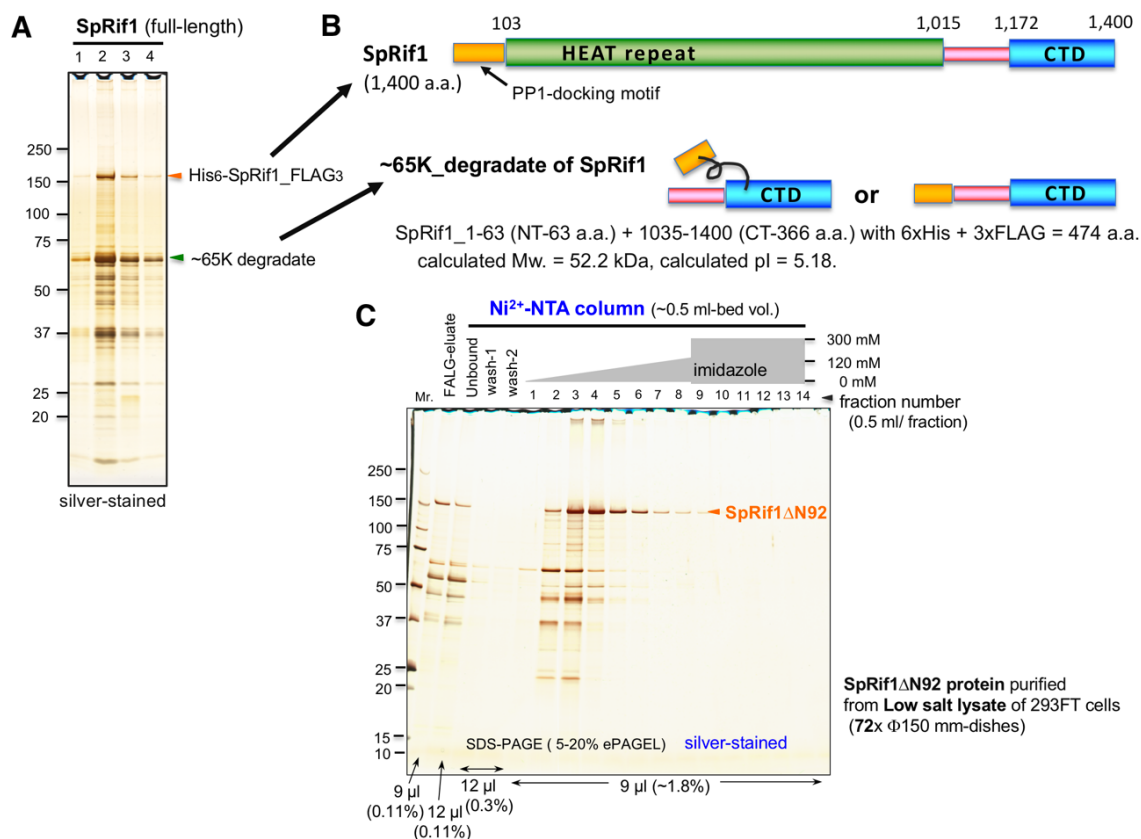 A
SpRif1 (full-length)
1 2 3 4
250
150
100
75
50
37
25
20
His6-SpRif1_FLAG3
~65K degradate
silver-stained
B
103 1,015 1,172 1,400
SpRif1
(1,400 a.a.)
HEAT repeat
CTD
PP1-docking motif
~65K_degradate of SpRif1
CTD
or
CTD
SpRif1_1-63 (NT-63 a.a.) + 1035-1400 (CT-366 a.a.) with 6xHis + 3xFLAG = 474 a.a.
calculated Mw. = 52.2 kDa, calculated pI = 5.18.
C
Ni2+-NTA column (~0.5 ml-bed vol.)
Mr.
FALG-eluate
Unbound
wash-1
wash-2
imidazole
300 mM
120 mM
0 mM
1 2 3 4 5 6 7 8 9 10 11 12 13 14
fraction number
(0.5 ml/ fraction)
250
150
100
75
50
37
25
20
15
10
SpRif1ΔN92
SDS-PAGE ( 5-20% ePAGEL)
silver-stained
9 µl
(0.11%)
12 µl
(0.11%)
12 µl
(0.3%)
9 µl (~1.8%)
SpRif1ΔN92 protein purified
from Low salt lysate of 293FT cells
(72x Φ150 mm-dishes)